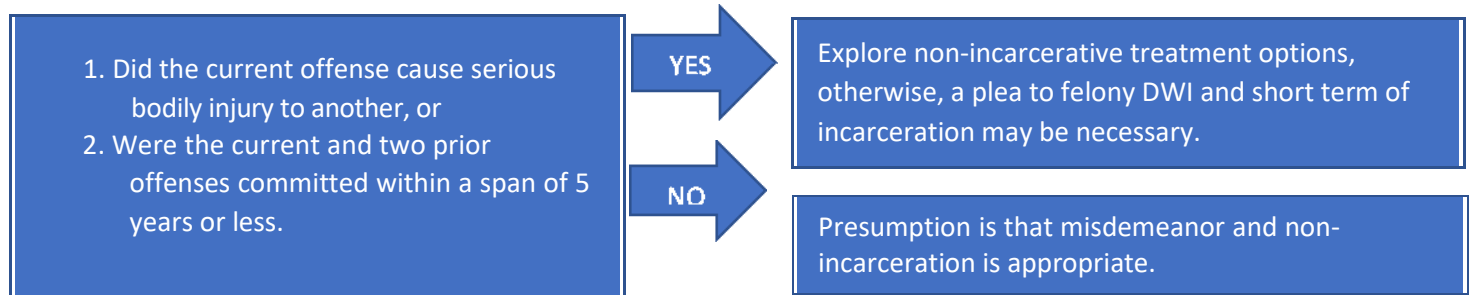 1. Did the current offense cause serious
bodily injury to another, or
2. Were the current and two prior
offenses committed within a span of 5
years or less.
YES
Explore non-incarcerative treatment options,
otherwise, a plea to felony DWI and short term of
incarceration may be necessary.
NO
Presumption is that misdemeanor and non-
incarceration is appropriate.